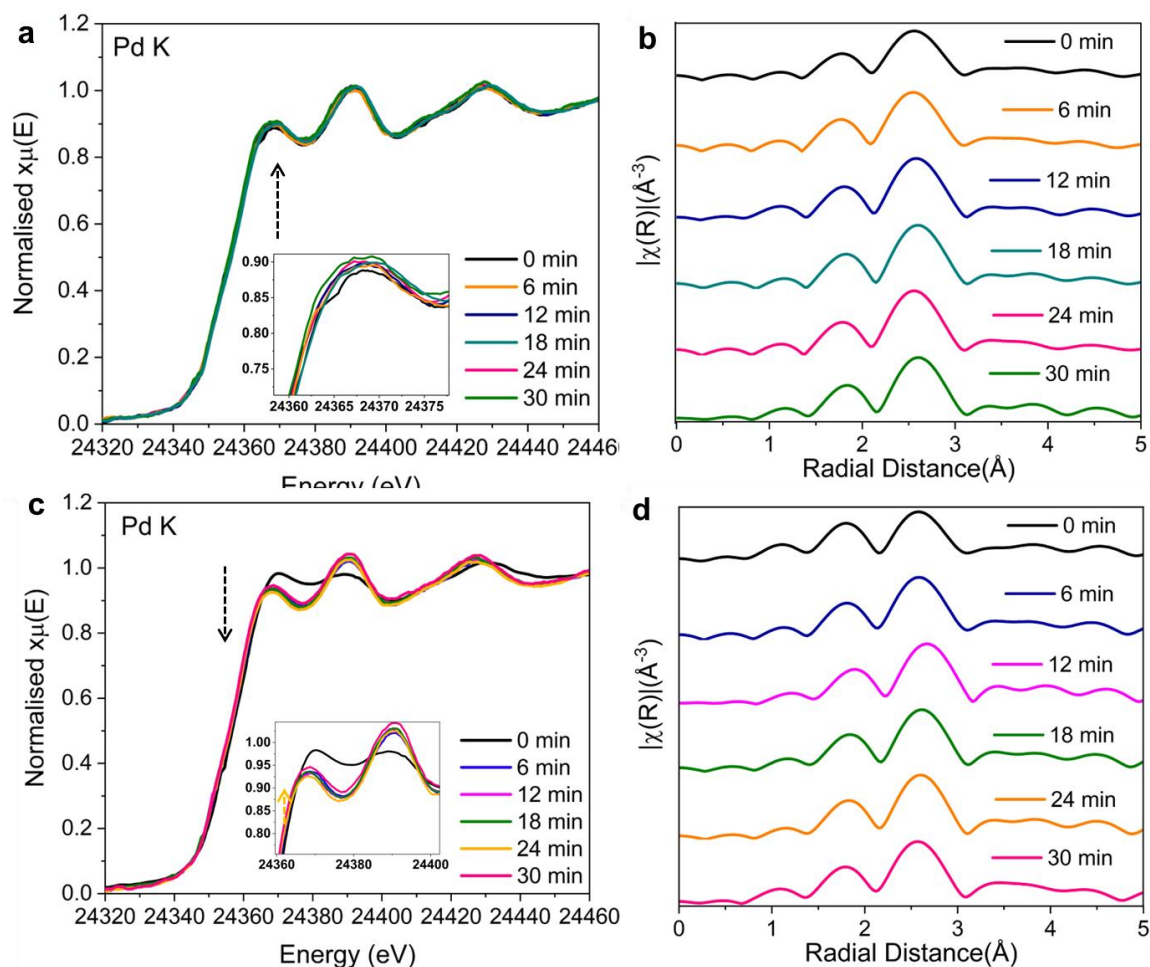 a
Pd K
Normalised xμ(E)
1.2
1.0
0.8
0.6
0.4
0.2
0.0
0.90
0.85
0.80
0.75
24360 24365 24370 24375
0 min
6 min
12 min
18 min
24 min
30 min
24320 24340 24360 24380 24400 24420 24440 24460
Energy (eV)
b
|χ(R)|(Å⁻³)
0 min
6 min
12 min
18 min
24 min
30 min
0 1 2 3 4 5
Radial Distance(Å)
c
Pd K
Normalised xμ(E)
1.2
1.0
0.8
0.6
0.4
0.2
0.0
1.00
0.95
0.90
0.85
0.80
24360 24380 24400
0 min
6 min
12 min
18 min
24 min
30 min
24320 24340 24360 24380 24400 24420 24440 24460
Energy (eV)
d
|χ(R)|(Å⁻³)
0 min
6 min
12 min
18 min
24 min
30 min
0 1 2 3 4 5
Radial Distance(Å)